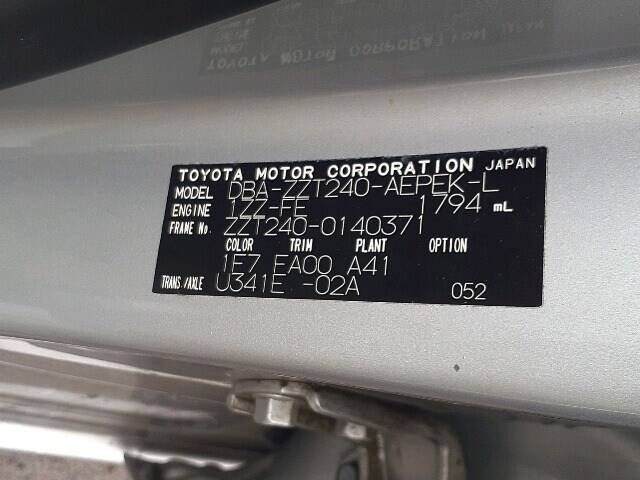 TOYOTA MOTOR CORPORATION JAPAN
MODEL DBA-ZZT240-AEPEK-L
ENGINE 1ZZ-FE 1794 mL
FRAME No. ZZT240-0140371
COLOR TRIM PLANT OPTION
1E7 EA00 A41
TRANS./AXLE U341E -02A 052